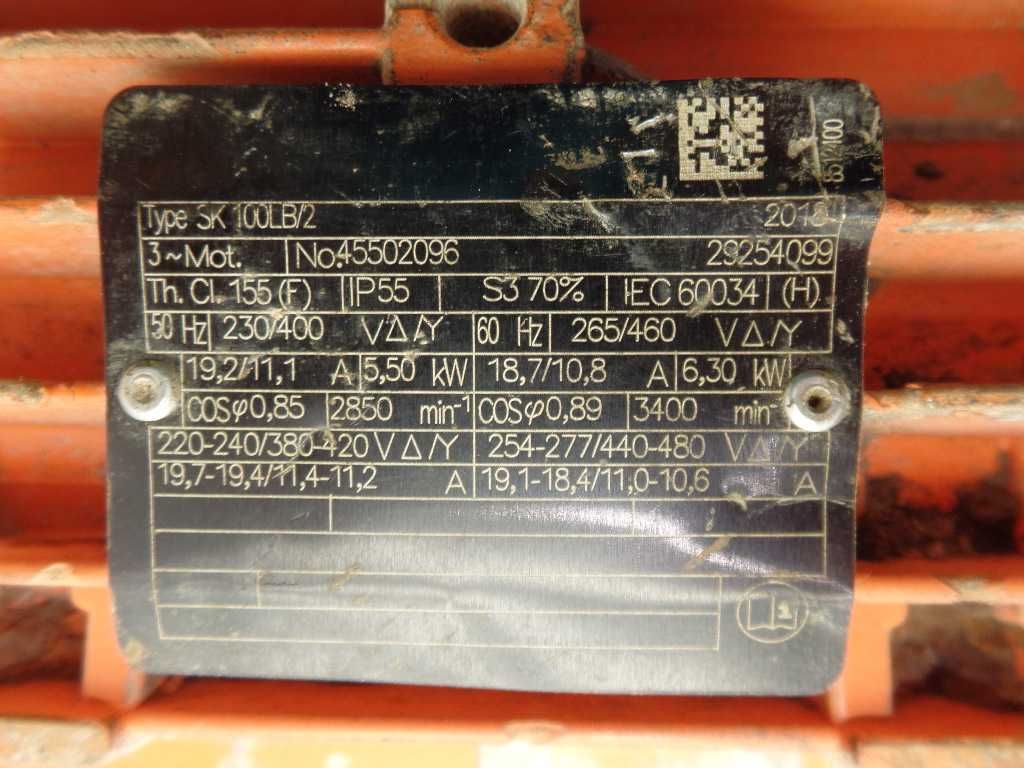 Type SK 100LB/2 2018
3~Mot. No.45502096 29254099
Th. Cl. 155 (F) IP55 S3 70% IEC 60034 (H)
50 Hz 230/400 V Δ/Y 60 Hz 265/460 V Δ/Y
19,2/11,1 A 5,50 kW 18,7/10,8 A 6,30 kW
COSφ0,85 2850 min-1 COSφ0,89 3400 min-
220-240/380-420 V Δ/Y 254-277/440-480 V Δ/Y
19,7-19,4/11,4-11,2 A 19,1-18,4/11,0-10,6 A